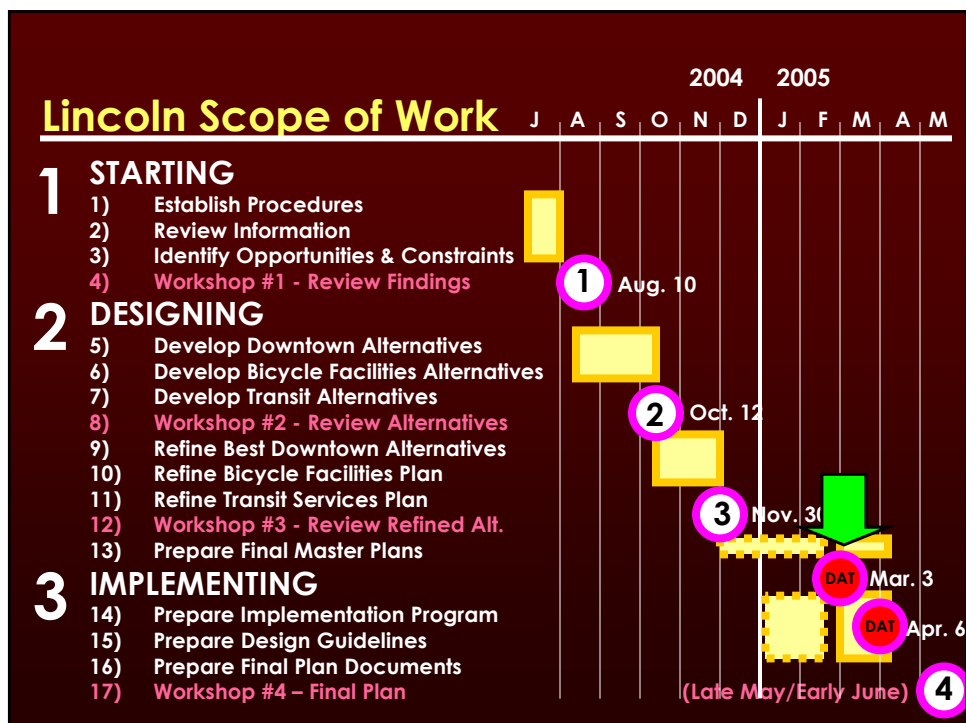 2004 2005
Lincoln Scope of Work J A S O N D J F M A M
1 STARTING
1) Establish Procedures
2) Review Information
3) Identify Opportunities & Constraints
4) Workshop #1 - Review Findings
1 Aug. 10
2 DESIGNING
5) Develop Downtown Alternatives
6) Develop Bicycle Facilities Alternatives
7) Develop Transit Alternatives
8) Workshop #2 - Review Alternatives
2 Oct. 12
9) Refine Best Downtown Alternatives
10) Refine Bicycle Facilities Plan
11) Refine Transit Services Plan
12) Workshop #3 - Review Refined Alt.
3 Nov. 30
13) Prepare Final Master Plans
3 IMPLEMENTING
DAT Mar. 3
14) Prepare Implementation Program
15) Prepare Design Guidelines
DAT Apr. 6
16) Prepare Final Plan Documents
17) Workshop #4 – Final Plan (Late May/Early June) 4